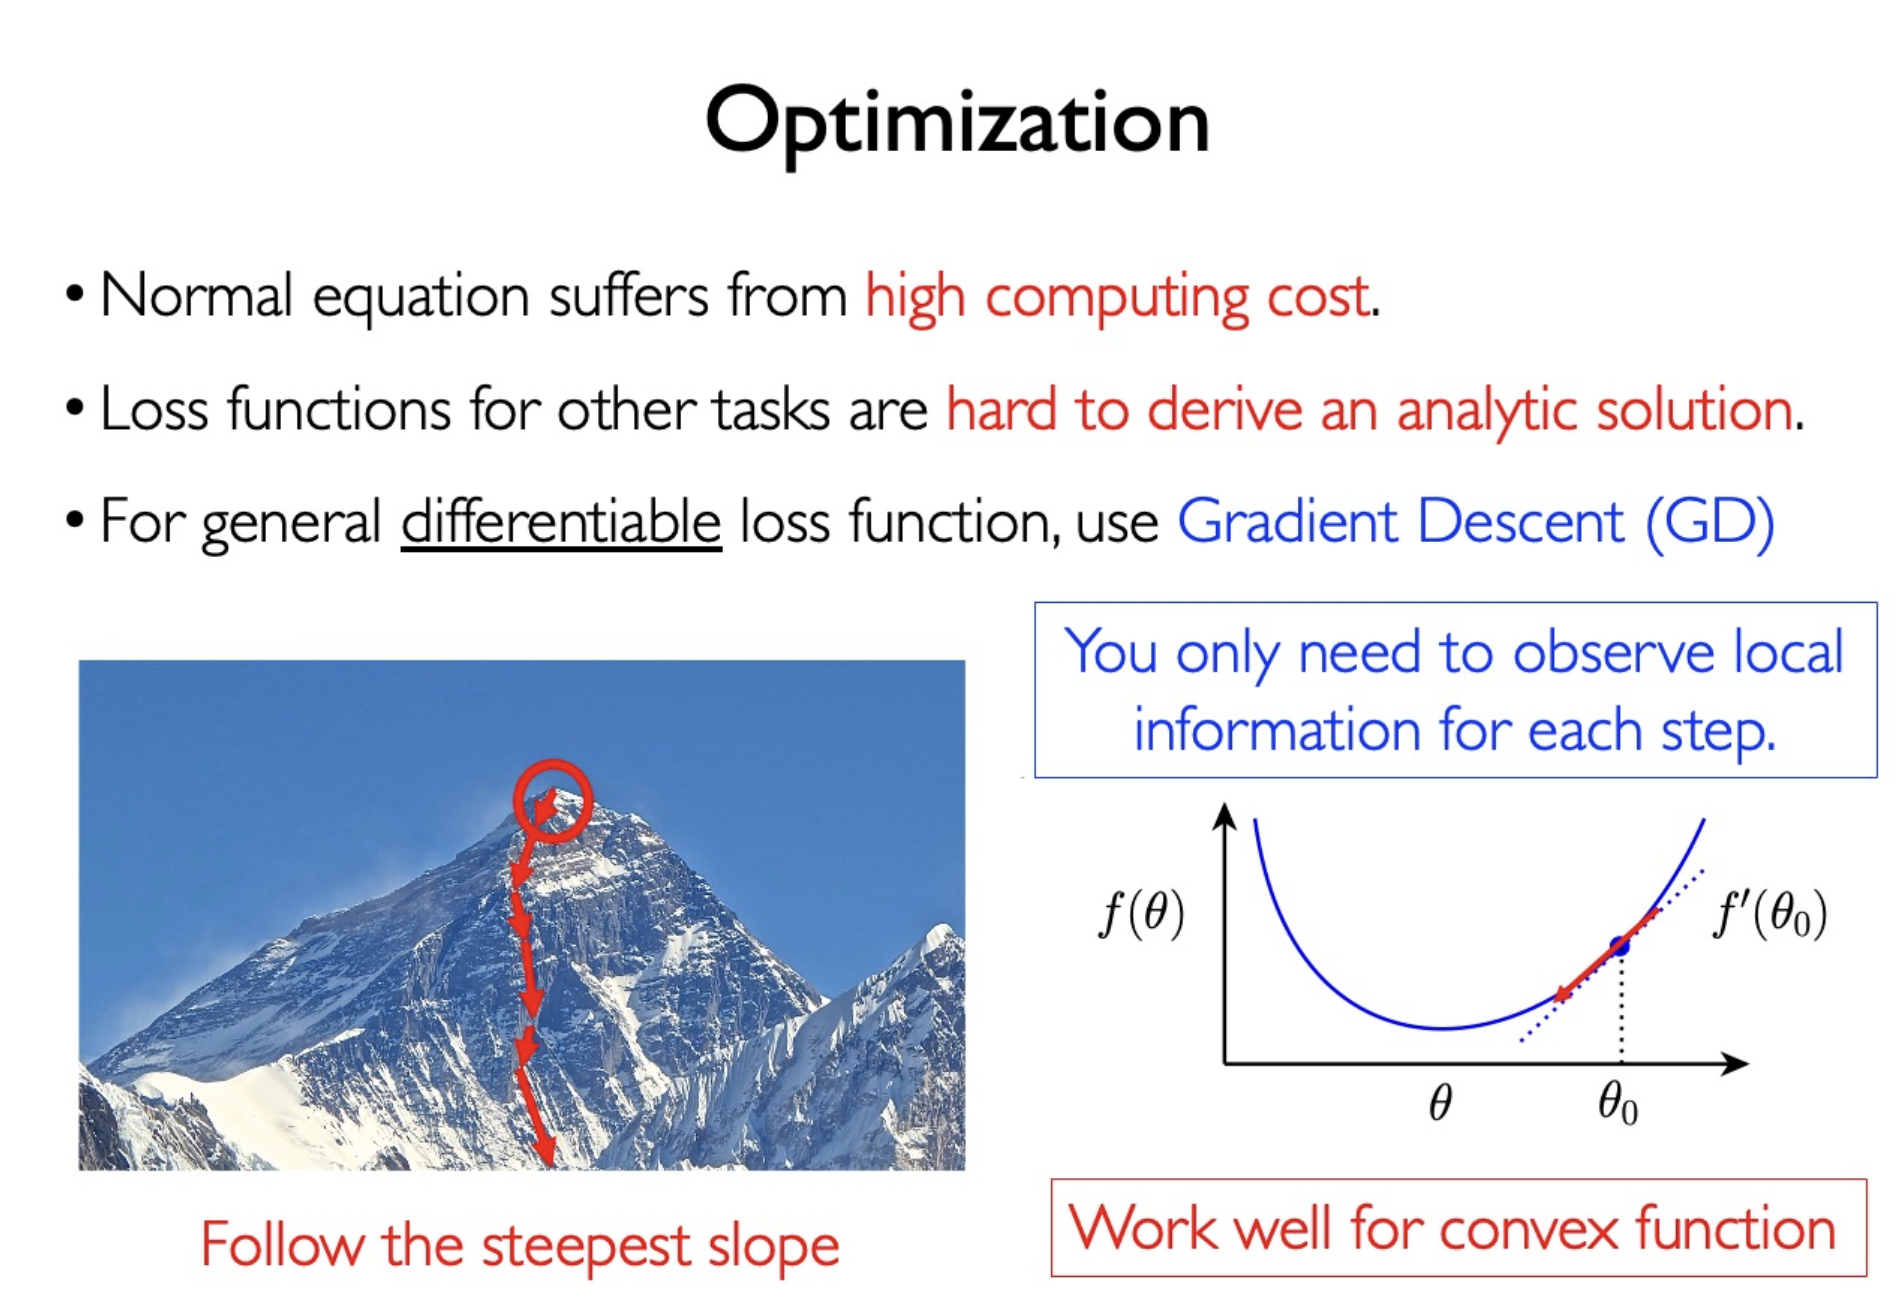 Optimization
• Normal equation suffers from high computing cost.
• Loss functions for other tasks are hard to derive an analytic solution.
• For general differentiable loss function, use Gradient Descent (GD)
You only need to observe local
information for each step.
f(θ)
f′(θ₀)
θ
θ₀
Follow the steepest slope
Work well for convex function